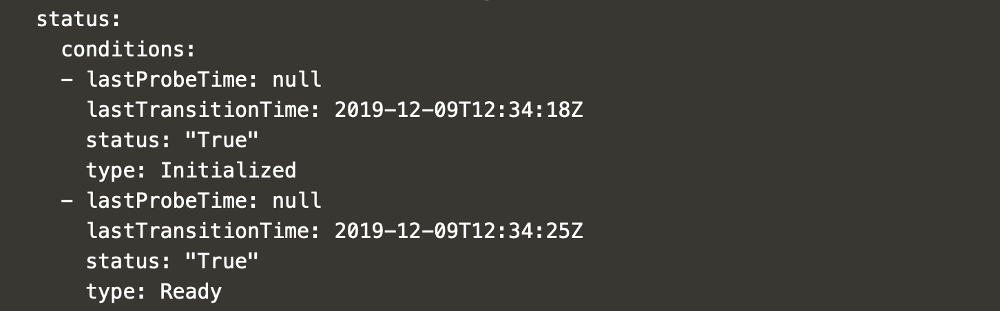 status:
  conditions:
  - lastProbeTime: null
    lastTransitionTime: 2019-12-09T12:34:18Z
    status: "True"
    type: Initialized
  - lastProbeTime: null
    lastTransitionTime: 2019-12-09T12:34:25Z
    status: "True"
    type: Ready